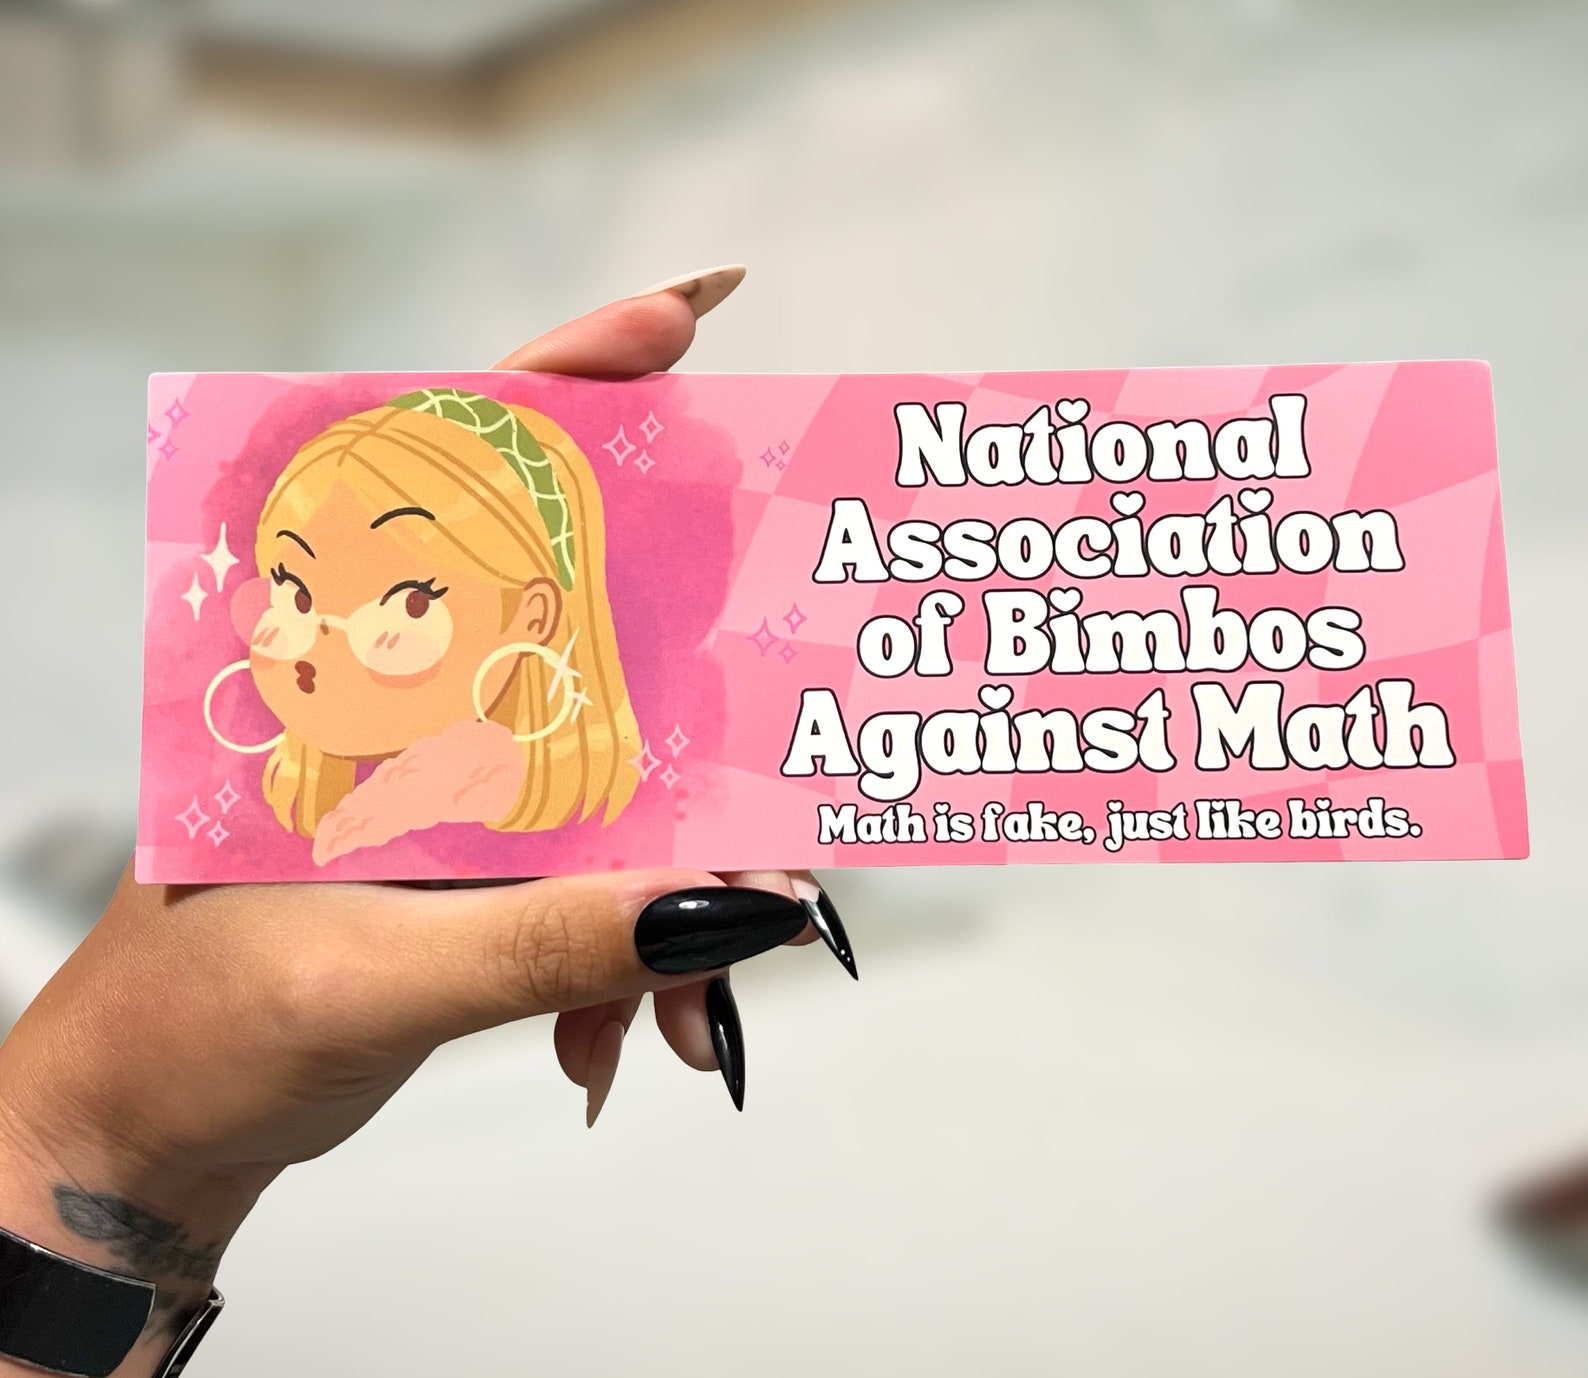 National
Association
of Bimbos
Against Math
Math is fake, just like birds.